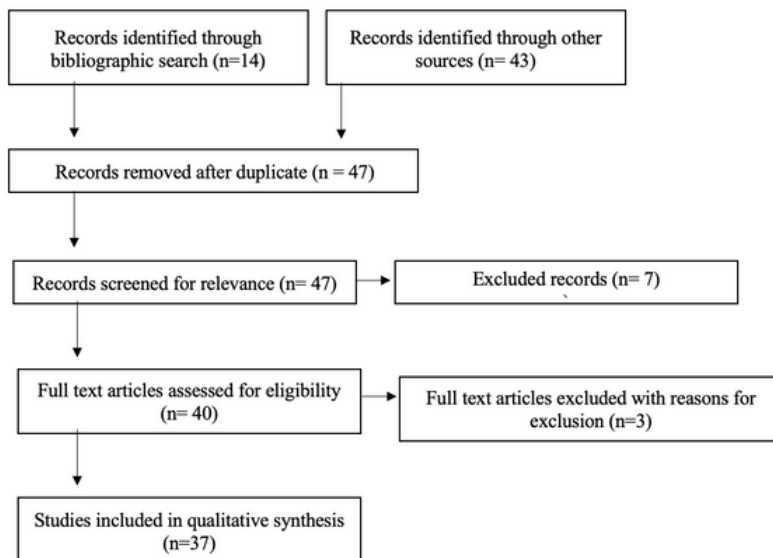 Records identified through
bibliographic search (n=14)
Records identified through other
sources (n= 43)
Records removed after duplicate (n = 47)
Records screened for relevance (n= 47)
Excluded records (n= 7)
Full text articles assessed for eligibility
(n= 40)
Full text articles excluded with reasons for
exclusion (n=3)
Studies included in qualitative synthesis
(n=37)